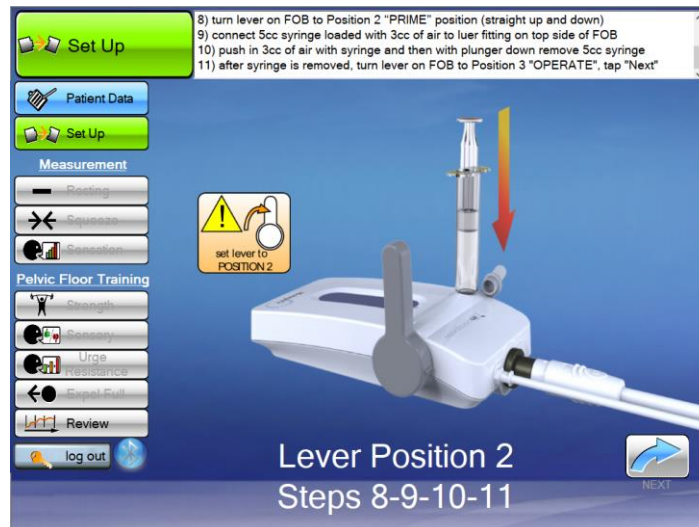 Set Up
8) turn lever on FOB to Position 2 "PRIME" position (straight up and down)
9) connect 5cc syringe loaded with 3cc of air to luer fitting on top side of FOB
10) push in 3cc of air with syringe and then with plunger down remove 5cc syringe
11) after syringe is removed, turn lever on FOB to Position 3 "OPERATE", tap "Next"
Patient Data
Set Up
Measurement
Resting
Squeeze
Sensation
Pelvic Floor Training
Strength
Sensory
Urge
Resistance
Expel Full
Review
log out
set lever to
POSITION 2
Lever Position 2
Steps 8-9-10-11
NEXT